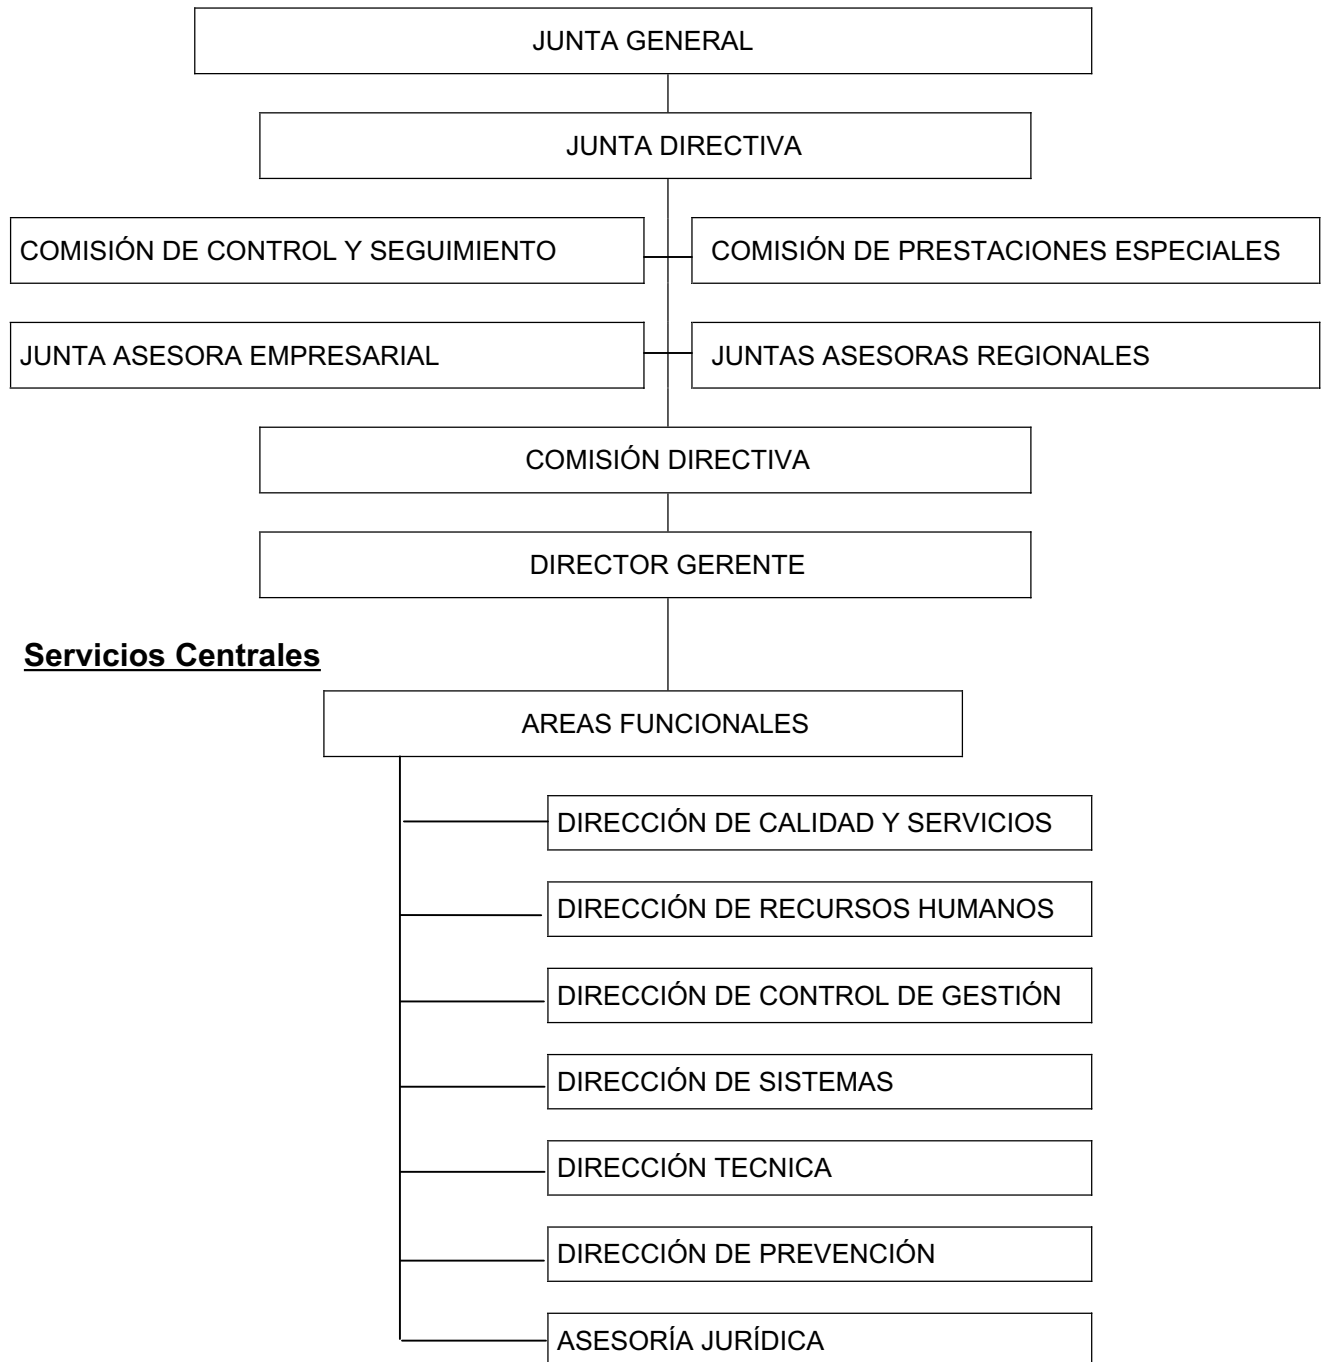 JUNTA GENERAL
JUNTA DIRECTIVA
COMISIÓN DE CONTROL Y SEGUIMIENTO
COMISIÓN DE PRESTACIONES ESPECIALES
JUNTA ASESORA EMPRESARIAL
JUNTAS ASESORAS REGIONALES
COMISIÓN DIRECTIVA
DIRECTOR GERENTE
Servicios Centrales
AREAS FUNCIONALES
DIRECCIÓN DE CALIDAD Y SERVICIOS
DIRECCIÓN DE RECURSOS HUMANOS
DIRECCIÓN DE CONTROL DE GESTIÓN
DIRECCIÓN DE SISTEMAS
DIRECCIÓN TECNICA
DIRECCIÓN DE PREVENCIÓN
ASESORÍA JURÍDICA